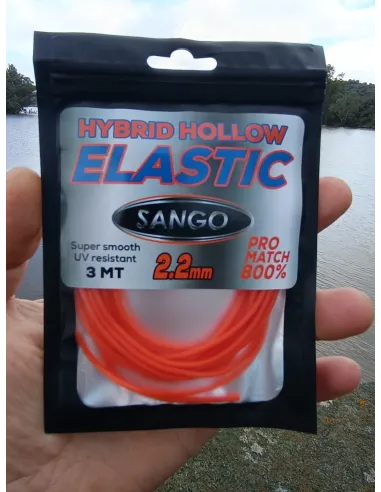 HYBRID HOLLOW
ELASTIC
SANGO
Super smooth
UV resistant
3 MT
2.2mm
PRO
MATCH
800%